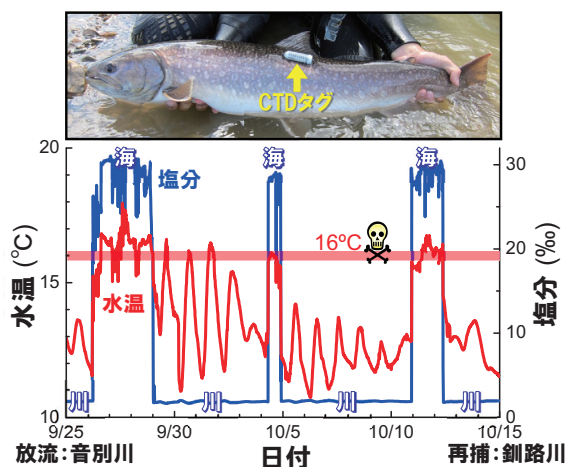 CTDタグ
20
海
海
海
30
塩分
水温 (℃)
16ºC
20
塩分 (‰)
15
水温
10
川
川
川
川
10
0
9/25
9/30
10/5
10/10
10/15
放流：音別川
日付
再捕：釧路川